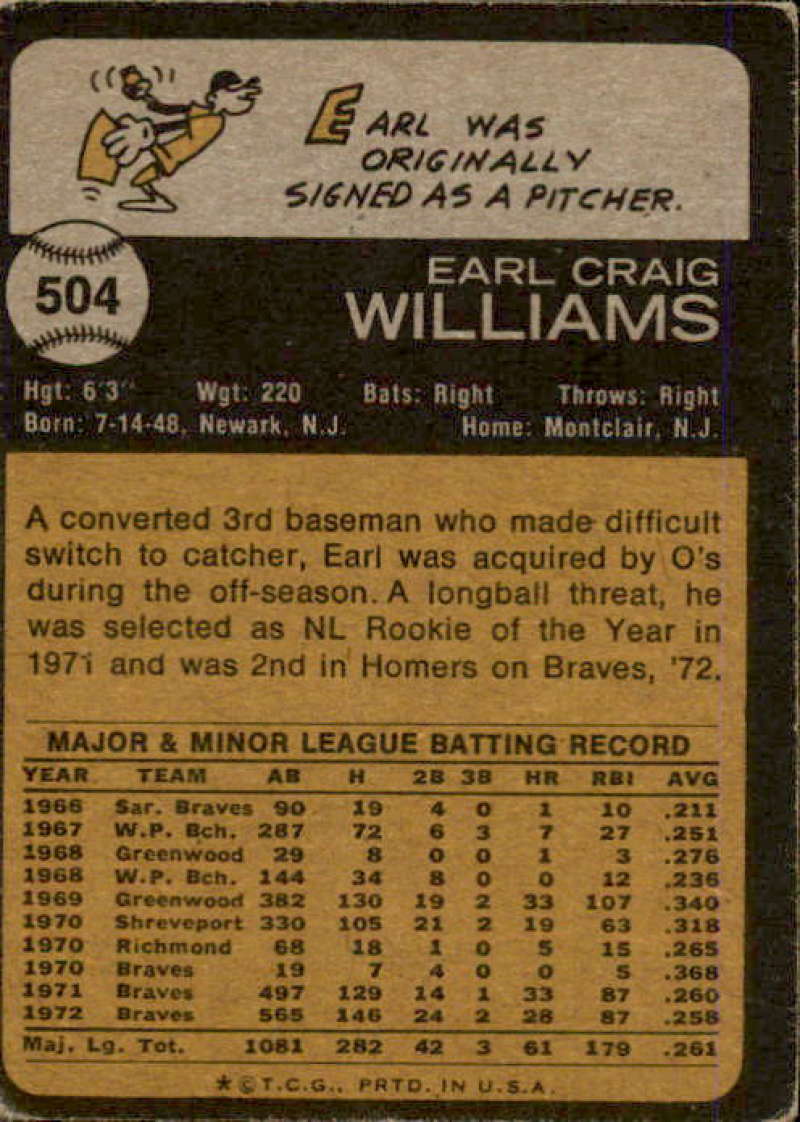 EARL WAS
ORIGINALLY
SIGNED AS A PITCHER.
504
EARL CRAIG
WILLIAMS
Hgt: 6'3" Wgt: 220 Bats: Right Throws: Right
Born: 7-14-48, Newark, N.J. Home: Montclair, N.J.
A converted 3rd baseman who made difficult
switch to catcher, Earl was acquired by O's
during the off-season. A longball threat, he
was selected as NL Rookie of the Year in
1971 and was 2nd in Homers on Braves, '72.
MAJOR & MINOR LEAGUE BATTING RECORD
YEAR TEAM AB H 2B 3B HR RBI AVG
1966 Sar. Braves 90 19 4 0 1 10 .211
1967 W.P. Bch. 287 72 6 3 7 27 .251
1968 Greenwood 29 8 0 0 1 3 .276
1968 W.P. Bch. 144 34 8 0 0 12 .236
1969 Greenwood 382 130 19 2 33 107 .340
1970 Shreveport 330 105 21 2 19 63 .318
1970 Richmond 68 18 1 0 5 15 .265
1970 Braves 19 7 4 0 0 5 .368
1971 Braves 497 129 14 1 33 87 .260
1972 Braves 565 146 24 2 28 87 .258
Maj. Lg. Tot. 1081 282 42 3 61 179 .261
*©T.C.G., PRTD. IN U.S.A.